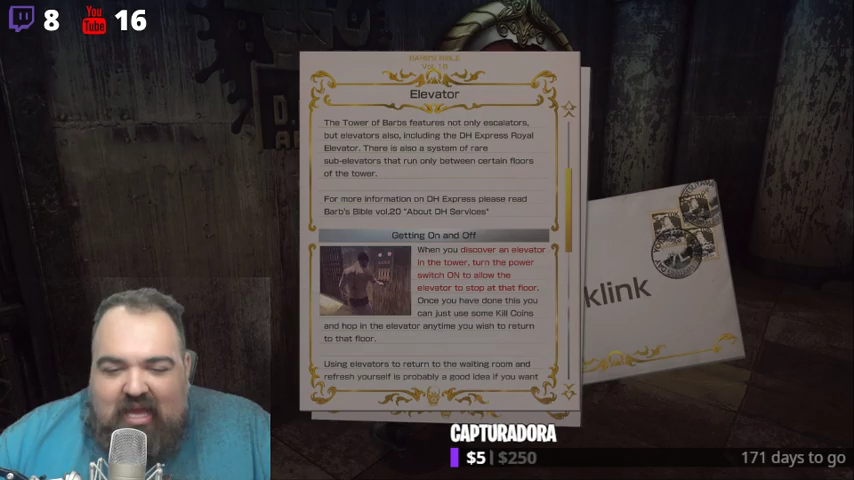 8
You
Tube
16
BARB'S BIBLE
Elevator
The Tower of Barbs features not only escalators,
but elevators also, including the DH Express Royal
Elevator. There is also a system of rare
sub-elevators that run only between certain floors
of the tower.
For more information on DH Express please read
Barb's Bible vol.20 "About DH Services"
Getting On and Off
When you discover an elevator
in the tower, turn the power
switch ON to allow the
elevator to stop at that floor.
Once you have done this you
can just use some Kill Coins
and hop in the elevator anytime you wish to return
to that floor.
Using elevators to return to the waiting room and
refresh yourself is probably a good idea if you want
klink
CAPTURADORA
$5 | $250
171 days to go